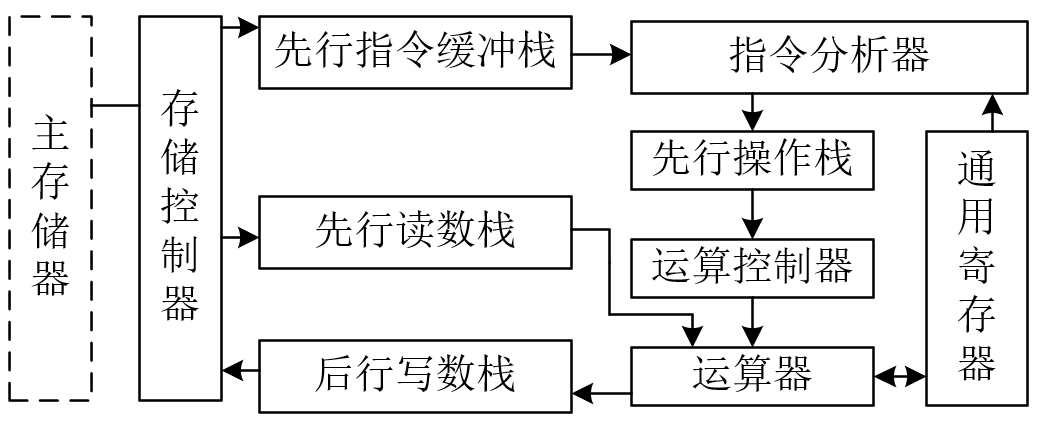 主存储器
存储控制器
先行指令缓冲栈
指令分析器
先行操作栈
通用寄存器
先行读数栈
运算控制器
后行写数栈
运算器